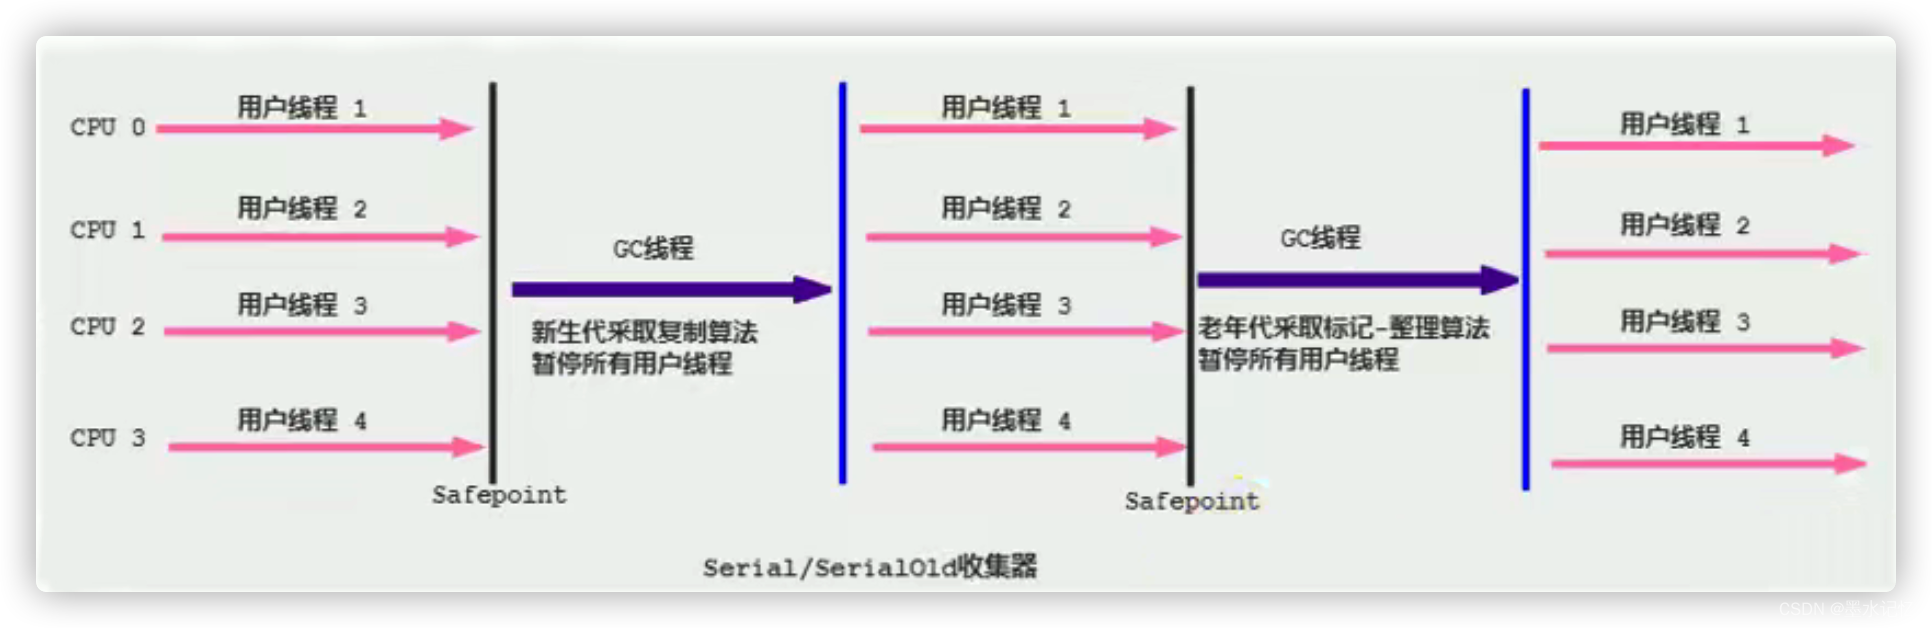 CPU 0
用户线程 1
用户线程 1
用户线程 1
CPU 1
用户线程 2
用户线程 2
用户线程 2
GC线程
GC线程
CPU 2
用户线程 3
用户线程 3
用户线程 3
新生代采取复制算法
暂停所有用户线程
老年代采取标记-整理算法
暂停所有用户线程
CPU 3
用户线程 4
用户线程 4
用户线程 4
Safepoint
Safepoint
Serial/SerialOld收集器
CSDN @墨水记忆